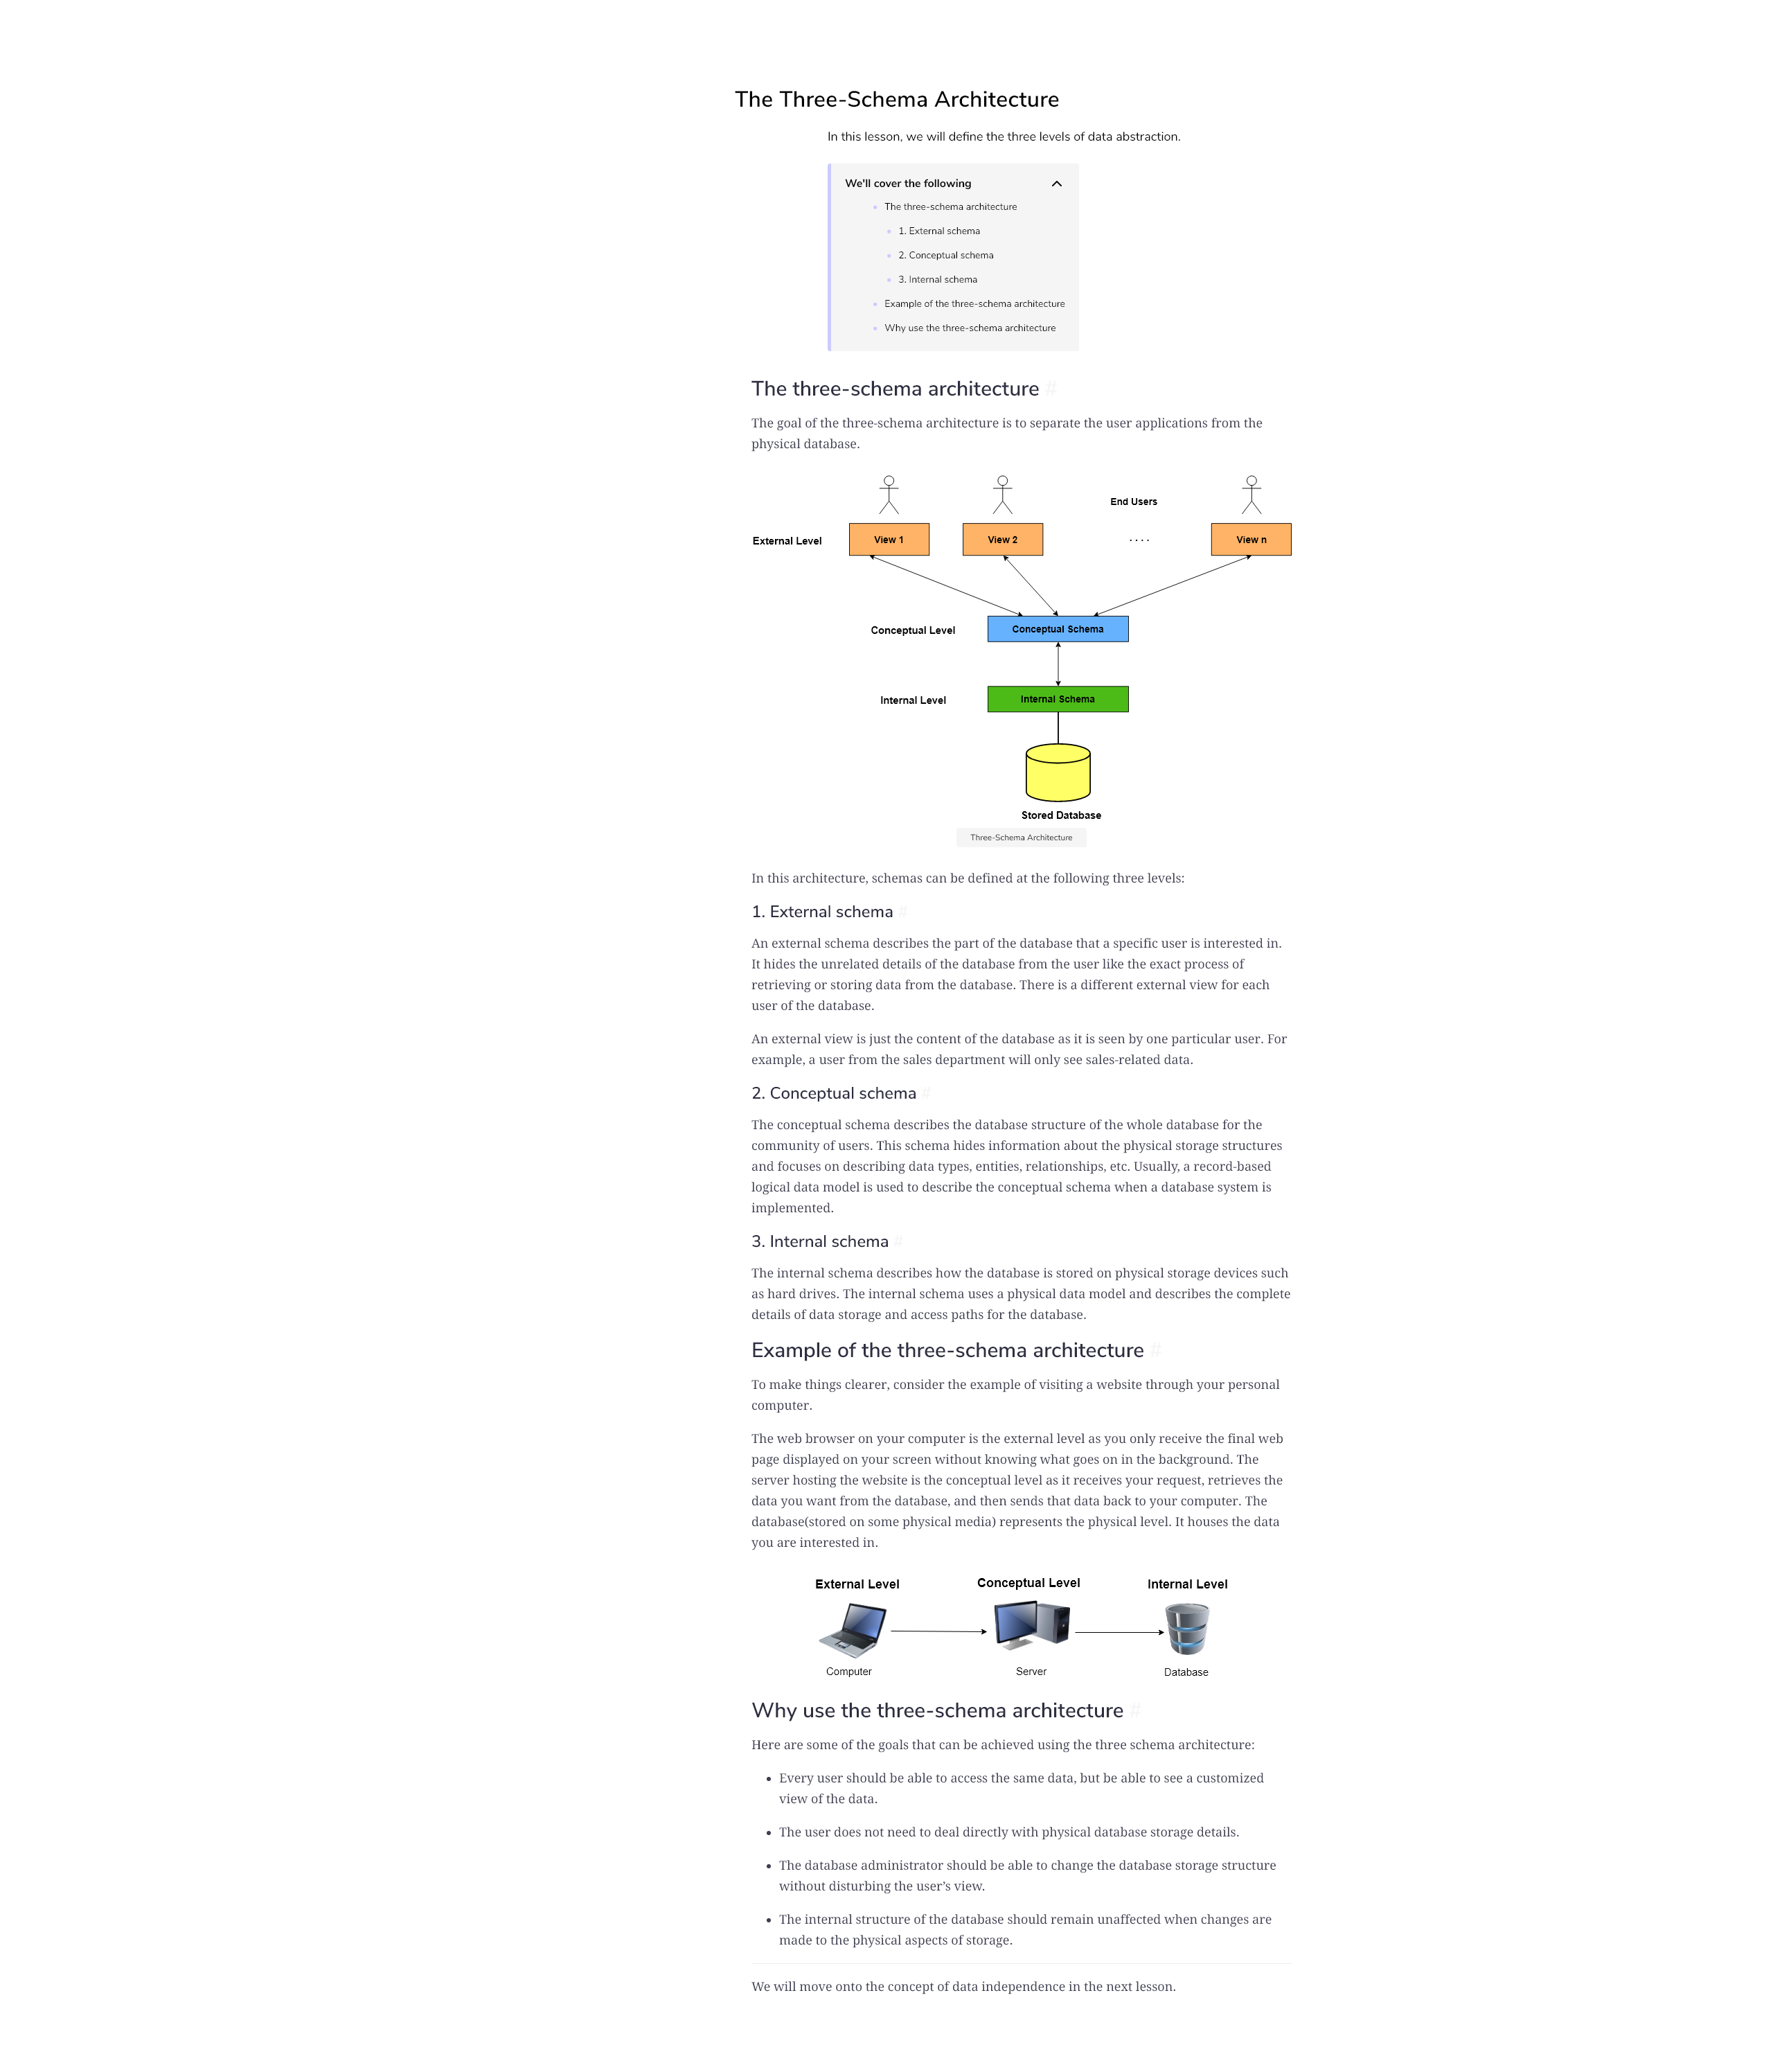 The Three-Schema Architecture
In this lesson, we will define the three levels of data abstraction.
We'll cover the following
The three-schema architecture
1. External schema
2. Conceptual schema
3. Internal schema
Example of the three-schema architecture
Why use the three-schema architecture
The three-schema architecture #
The goal of the three-schema architecture is to separate the user applications from the
physical database.
End Users
External Level
View 1
View 2
. . . .
View n
Conceptual Level
Conceptual Schema
Internal Level
Internal Schema
Stored Database
Three-Schema Architecture
In this architecture, schemas can be defined at the following three levels:
1. External schema #
An external schema describes the part of the database that a specific user is interested in.
It hides the unrelated details of the database from the user like the exact process of
retrieving or storing data from the database. There is a different external view for each
user of the database.
An external view is just the content of the database as it is seen by one particular user. For
example, a user from the sales department will only see sales-related data.
2. Conceptual schema #
The conceptual schema describes the database structure of the whole database for the
community of users. This schema hides information about the physical storage structures
and focuses on describing data types, entities, relationships, etc. Usually, a record-based
logical data model is used to describe the conceptual schema when a database system is
implemented.
3. Internal schema #
The internal schema describes how the database is stored on physical storage devices such
as hard drives. The internal schema uses a physical data model and describes the complete
details of data storage and access paths for the database.
Example of the three-schema architecture #
To make things clearer, consider the example of visiting a website through your personal
computer.
The web browser on your computer is the external level as you only receive the final web
page displayed on your screen without knowing what goes on in the background. The
server hosting the website is the conceptual level as it receives your request, retrieves the
data you want from the database, and then sends that data back to your computer. The
database(stored on some physical media) represents the physical level. It houses the data
you are interested in.
External Level
Conceptual Level
Internal Level
Computer
Server
Database
Why use the three-schema architecture #
Here are some of the goals that can be achieved using the three schema architecture:
Every user should be able to access the same data, but be able to see a customized
view of the data.
The user does not need to deal directly with physical database storage details.
The database administrator should be able to change the database storage structure
without disturbing the user’s view.
The internal structure of the database should remain unaffected when changes are
made to the physical aspects of storage.
We will move onto the concept of data independence in the next lesson.